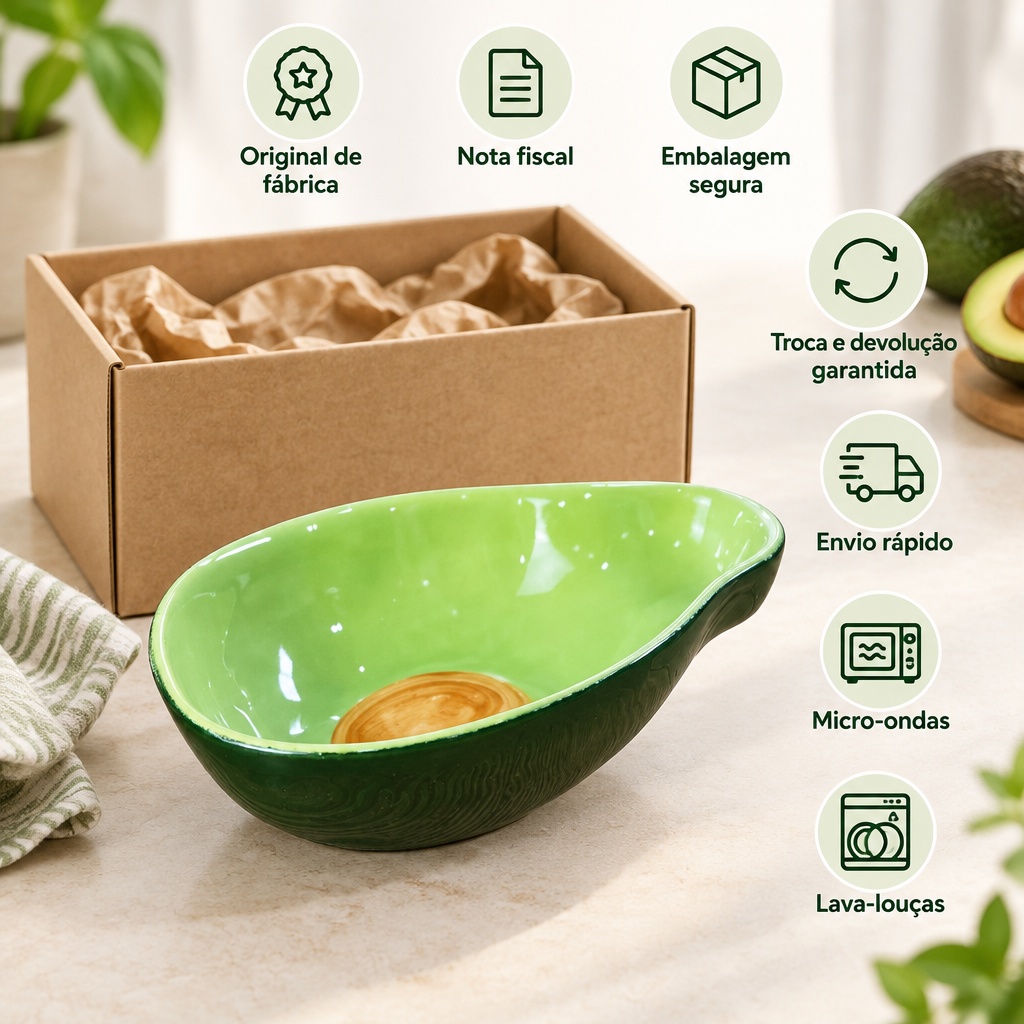 Original de
fábrica
Nota fiscal
Embalagem
segura
Troca e devolução
garantida
Envio rápido
Micro-ondas
Lava-louças